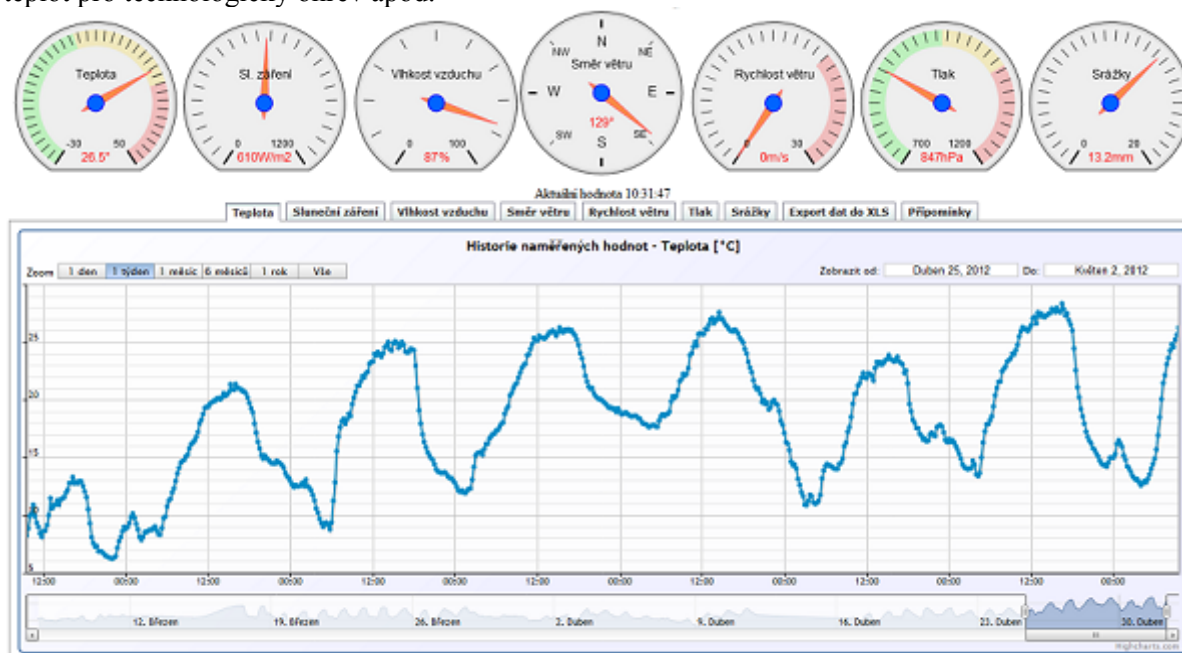 teplot pro technologický ohřev apod.
Teplota
-30 50
26.5°
Sl. záření
0 1200
610W/m2
Vlhkost vzduchu
0 100
87%
N
NW NE
Směr větru
W E
129°
SW SE
S
Rychlost větru
0 30
0m/s
Tlak
700 1200
847hPa
Srážky
0 20
13.2mm
Aktuální hodnota 10:31:47
Teplota Sluneční záření Vlhkost vzduchu Směr větru Rychlost větru Tlak Srážky Export dat do XLS Připomínky
Historie naměřených hodnot - Teplota [°C]
Zoom 1 den 1 týden 1 měsíc 6 měsíců 1 rok Vše Zobrazit od: Duben 25, 2012 Do: Květen 2, 2012
25
20
15
10
5
12:00 00:00 12:00 00:00 12:00 00:00 12:00 00:00 12:00 00:00 12:00 00:00 12:00 00:00
12. Březen 19. Březen 26. Březen 2. Duben 9. Duben 16. Duben 23. Duben 30. Duben
Highcharts.com